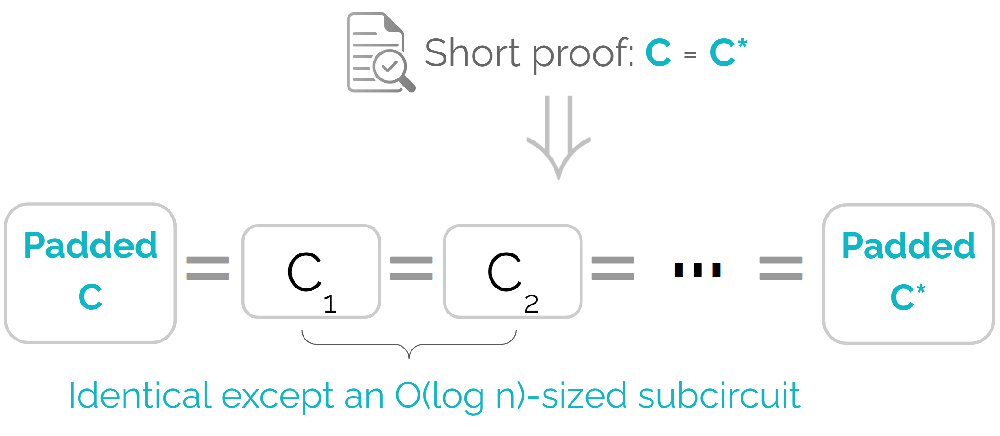 Short proof: C = C*
Padded C = C₁ = C₂ = ... = Padded C*
Identical except an O(log n)-sized subcircuit